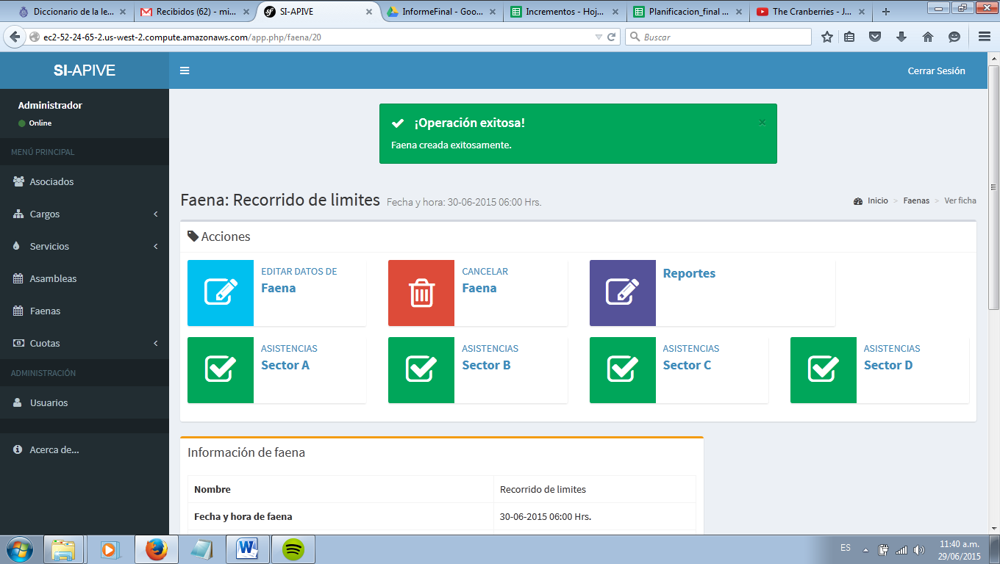 Diccionario de la le...
Recibidos (62) - mi...
SI-APIVE
InformeFinal - Goo...
Incrementos - Hoj...
Planificacion_final ...
The Cranberries - J...
ec2-52-24-65-2.us-west-2.compute.amazonaws.com/app.php/faena/20
Buscar
SI-APIVE
Cerrar Sesión
Administrador
Online
MENÚ PRINCIPAL
Asociados
Cargos
Servicios
Asambleas
Faenas
Cuotas
ADMINISTRACIÓN
Usuarios
Acerca de...
¡Operación exitosa!
Faena creada exitosamente.
Faena: Recorrido de limites Fecha y hora: 30-06-2015 06:00 Hrs.
Inicio > Faenas > Ver ficha
Acciones
EDITAR DATOS DE
Faena
CANCELAR
Faena
Reportes
ASISTENCIAS
Sector A
ASISTENCIAS
Sector B
ASISTENCIAS
Sector C
ASISTENCIAS
Sector D
Información de faena
Nombre Recorrido de limites
Fecha y hora de faena 30-06-2015 06:00 Hrs.
ES
11:40 a.m.
29/06/2015